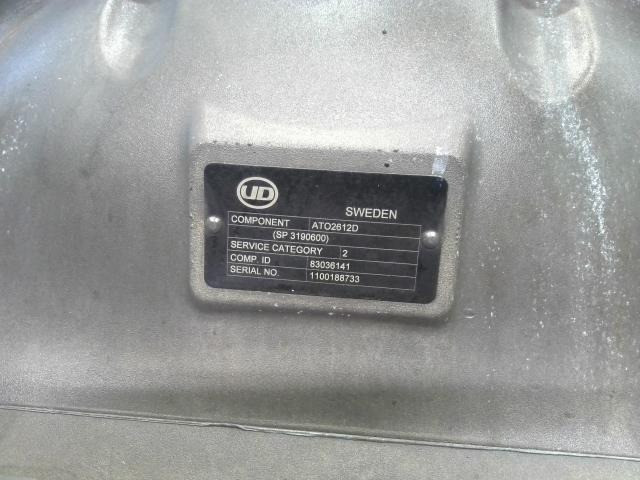 UD
SWEDEN
COMPONENT ATO2612D
(SP 3190600)
SERVICE CATEGORY 2
COMP. ID 83036141
SERIAL NO. 1100188733